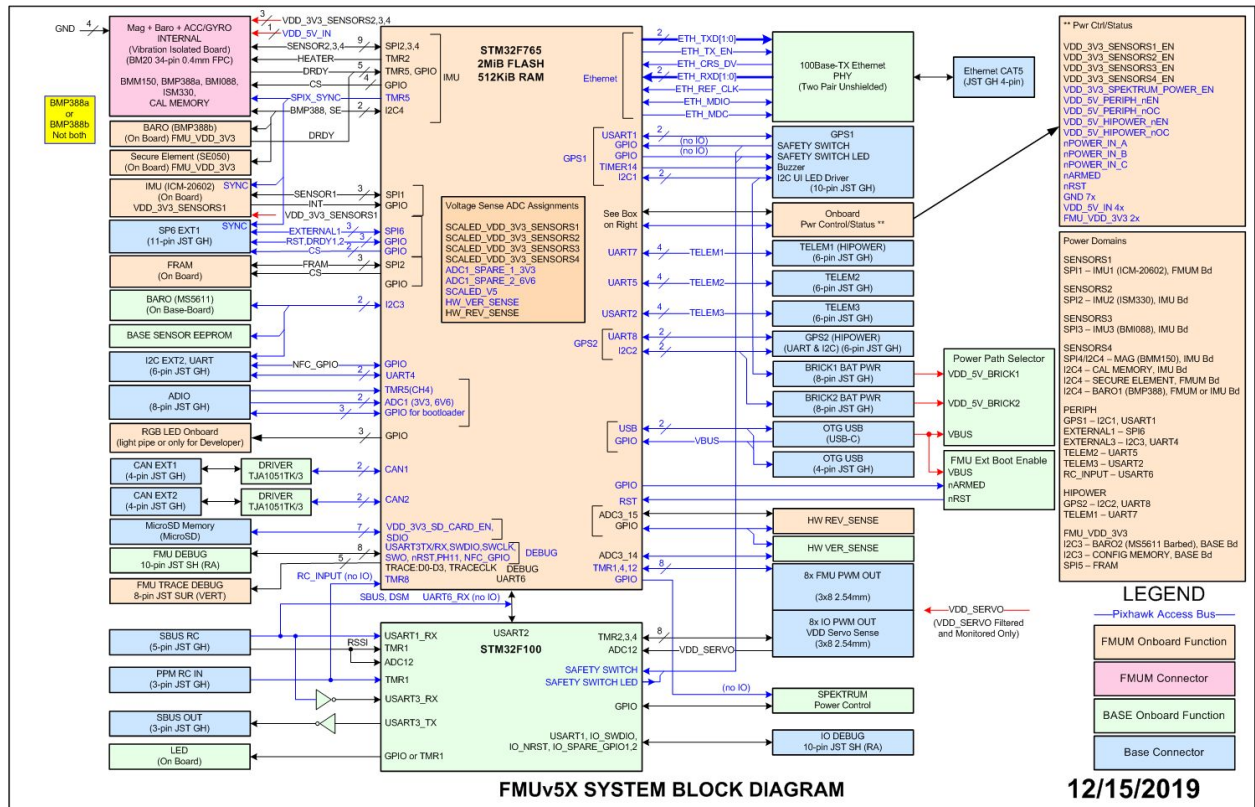 GND
4
3
VDD_3V3_SENSORS2,3,4
1
VDD_5V_IN
Mag + Baro + ACC/GYRO
INTERNAL
(Vibration Isolated Board)
(BM20 34-pin 0.4mm FPC)
BMM150, BMP388a, BMI088,
ISM330,
CAL MEMORY
SENSOR2,3,4
9
SPI2,3,4
HEATER
TMR2
DRDY
5
TMR5, GPIO
CS
4
GPIO
SPIX_SYNC
TMR5
BMP388, SE
2
I2C4
IMU
DRDY
BMP388a
or
BMP388b
Not both
BARO (BMP388b)
(On Board) FMU_VDD_3V3
Secure Element (SE050)
(On Board) FMU_VDD_3V3
IMU (ICM-20602)
SYNC
(On Board)
VDD_3V3_SENSORS1
SENSOR1
3
SPI1
INT
GPIO
VDD_3V3_SENSORS1
SYNC
SP6 EXT1
(11-pin JST GH)
EXTERNAL1
3
SPI6
RST,DRDY1,2
3
GPIO
CS
2
GPIO
FRAM
(On Board)
FRAM
3
SPI2
CS
GPIO
BARO (MS5611)
(On Base-Board)
2
I2C3
BASE SENSOR EEPROM
I2C EXT2, UART
(6-pin JST GH)
NFC_GPIO
GPIO
2
UART4
ADIO
(8-pin JST GH)
TMR5(CH4)
2
ADC1 (3V3, 6V6)
3
GPIO for bootloader
RGB LED Onboard
(light pipe or only for Developer)
3
GPIO
CAN EXT1
(4-pin JST GH)
DRIVER
TJA1051TK/3
2
CAN1
CAN EXT2
(4-pin JST GH)
DRIVER
TJA1051TK/3
2
CAN2
MicroSD Memory
(MicroSD)
7
VDD_3V3_SD_CARD_EN,
SDIO
FMU DEBUG
10-pin JST SH (RA)
8
USART3TX/RX,SWDIO,SWCLK,
SWO, nRST,PH11, NFC_GPIO
DEBUG
FMU TRACE DEBUG
8-pin JST SUR (VERT)
5
TRACE:D0-D3, TRACECLK
DEBUG
RC_INPUT (no IO)
TMR8
UART6
SBUS, DSM
UART6_RX (no IO)
STM32F765
2MiB FLASH
512KiB RAM
Voltage Sense ADC Assignments
SCALED_VDD_3V3_SENSORS1
SCALED_VDD_3V3_SENSORS2
SCALED_VDD_3V3_SENSORS3
SCALED_VDD_3V3_SENSORS4
ADC1_SPARE_1_3V3
ADC1_SPARE_2_6V6
SCALED_V5
HW_VER_SENSE
HW_REV_SENSE
Ethernet
2
ETH_TXD[1:0]
ETH_TX_EN
ETH_CRS_DV
2
ETH_RXD[1:0]
ETH_REF_CLK
ETH_MDIO
ETH_MDC
100Base-TX Ethernet
PHY
(Two Pair Unshielded)
Ethernet CAT5
(JST GH 4-pin)
GPS1
USART1
2
GPIO
(no IO)
GPIO
(no IO)
TIMER14
I2C1
2
GPS1
SAFETY SWITCH
SAFETY SWITCH LED
Buzzer
I2C UI LED Driver
(10-pin JST GH)
See Box
on Right
Onboard
Pwr Control/Status **
UART7
4
TELEM1
TELEM1 (HIPOWER)
(6-pin JST GH)
UART5
4
TELEM2
TELEM2
(6-pin JST GH)
USART2
4
TELEM3
TELEM3
(6-pin JST GH)
GPS2
UART8
2
I2C2
2
GPS2 (HIPOWER)
(UART & I2C) (6-pin JST GH)
BRICK1 BAT PWR
(8-pin JST GH)
BRICK2 BAT PWR
(8-pin JST GH)
Power Path Selector
VDD_5V_BRICK1
VDD_5V_BRICK2
VBUS
USB
2
GPIO
VBUS
OTG USB
(USB-C)
OTG USB
(4-pin JST GH)
FMU Ext Boot Enable
VBUS
nARMED
nRST
GPIO
RST
ADC3_15
GPIO
HW REV_SENSE
HW VER_SENSE
ADC3_14
TMR1,4,12
8
GPIO
8x FMU PWM OUT
(3x8 2.54mm)
8x IO PWM OUT
VDD Servo Sense
(3x8 2.54mm)
VDD_SERVO
(VDD_SERVO Filtered
and Monitored Only)
SBUS RC
(5-pin JST GH)
RSSI
USART1_RX
TMR1
ADC12
PPM RC IN
(3-pin JST GH)
TMR1
USART3_RX
SBUS OUT
(3-pin JST GH)
USART3_TX
LED
(On Board)
GPIO or TMR1
USART2
STM32F100
TMR2,3,4
8
ADC12
VDD_SERVO
SAFETY SWITCH
SAFETY SWITCH LED
(no IO)
GPIO
SPEKTRUM
Power Control
USART1, IO_SWDIO,
IO_NRST, IO_SPARE_GPIO1,2
IO DEBUG
10-pin JST SH (RA)
** Pwr Ctrl/Status
VDD_3V3_SENSORS1_EN
VDD_3V3_SENSORS2_EN
VDD_3V3_SENSORS3_EN
VDD_3V3_SENSORS4_EN
VDD_3V3_SPEKTRUM_POWER_EN
VDD_5V_PERIPH_nEN
VDD_5V_PERIPH_nOC
VDD_5V_HIPOWER_nEN
VDD_5V_HIPOWER_nOC
nPOWER_IN_A
nPOWER_IN_B
nPOWER_IN_C
nARMED
nRST
GND 7x
VDD_5V_IN 4x
FMU_VDD_3V3 2x
Power Domains
SENSORS1
SPI1 – IMU1 (ICM-20602), FMUM Bd
SENSORS2
SPI2 – IMU2 (ISM330), IMU Bd
SENSORS3
SPI3 – IMU3 (BMI088), IMU Bd
SENSORS4
SPI4/I2C4 – MAG (BMM150), IMU Bd
I2C4 – CAL MEMORY, IMU Bd
I2C4 – SECURE ELEMENT, FMUM Bd
I2C4 – BARO1 (BMP388), FMUM or IMU Bd
PERIPH
GPS1 – I2C1, USART1
EXTERNAL1 – SPI6
EXTERNAL3 – I2C3, UART4
TELEM2 – UART5
TELEM3 – USART2
RC_INPUT – USART6
HIPOWER
GPS2 – I2C2, UART8
TELEM1 – UART7
FMU_VDD_3V3
I2C3 – BARO2 (MS5611 Barbed), BASE Bd
I2C3 – CONFIG MEMORY, BASE Bd
SPI5 – FRAM
LEGEND
Pixhawk Access Bus
FMUM Onboard Function
FMUM Connector
BASE Onboard Function
Base Connector
FMUv5X SYSTEM BLOCK DIAGRAM
12/15/2019